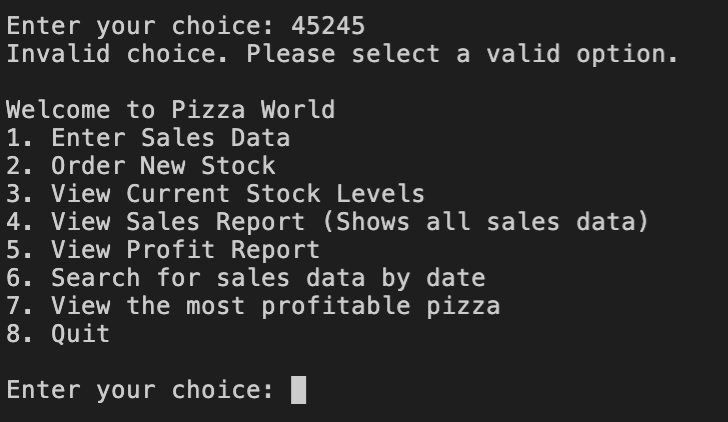 Enter your choice: 45245
Invalid choice. Please select a valid option.
Welcome to Pizza World
1. Enter Sales Data
2. Order New Stock
3. View Current Stock Levels
4. View Sales Report (Shows all sales data)
5. View Profit Report
6. Search for sales data by date
7. View the most profitable pizza
8. Quit
Enter your choice: